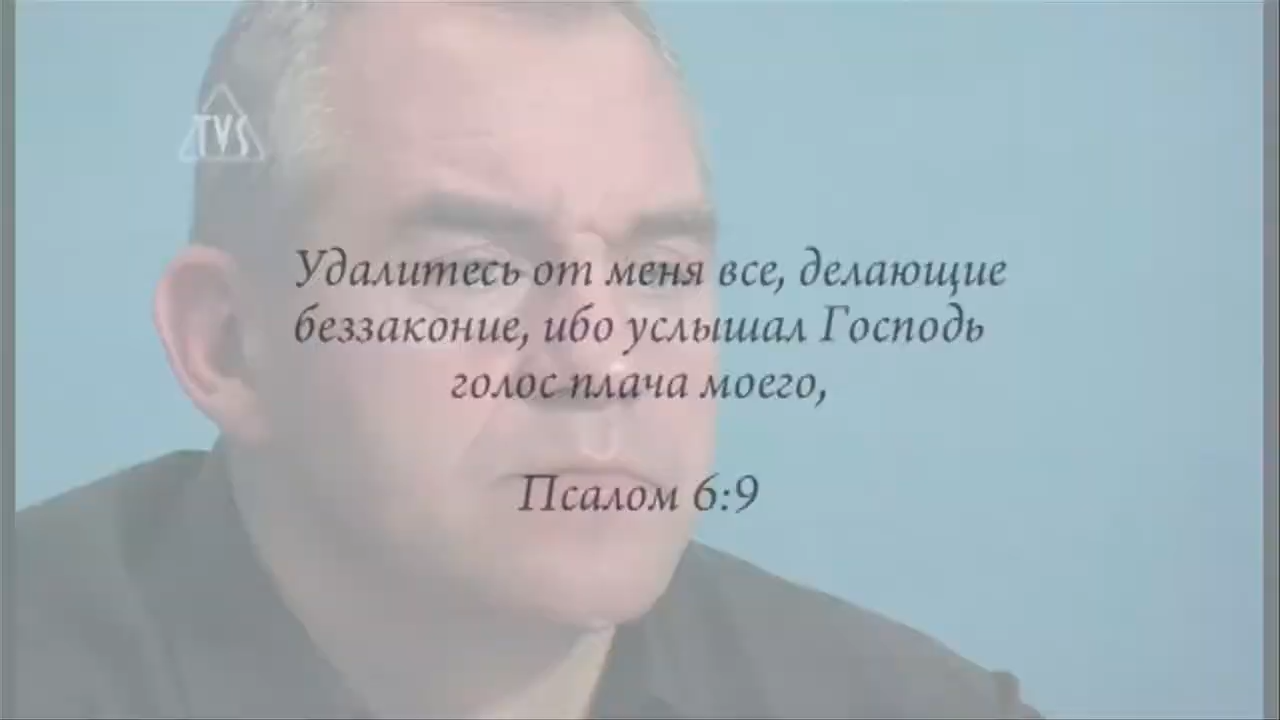 TVS
Удалитесь от меня все, делающие
беззаконие, ибо услышал Господь
голос плача моего,
Псалом 6:9